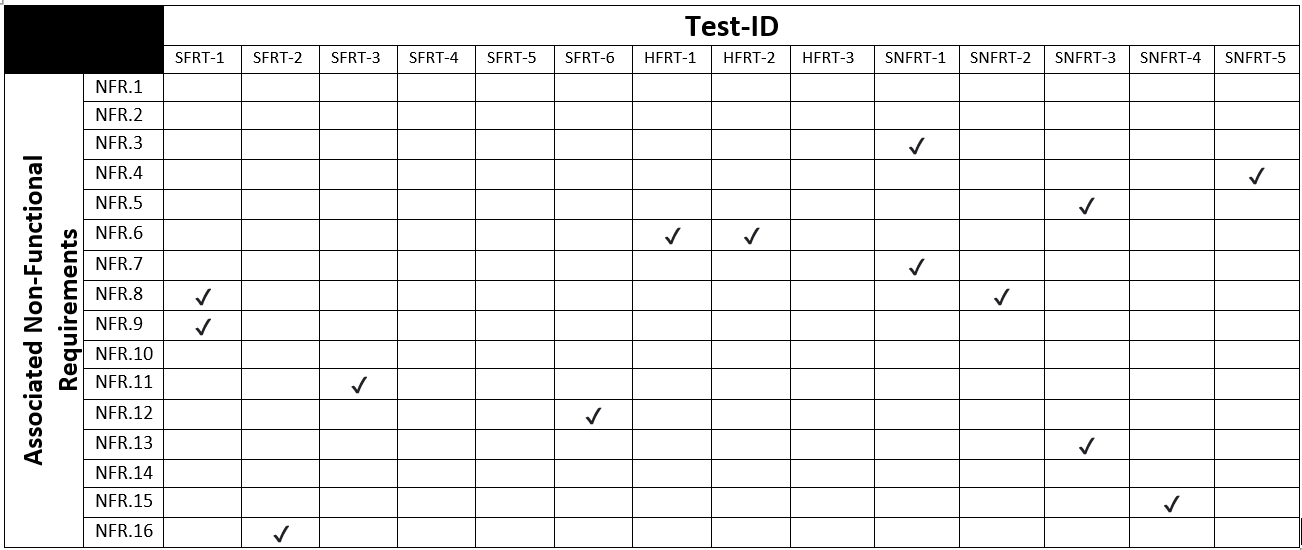 Test-ID
SFRT-1 SFRT-2 SFRT-3 SFRT-4 SFRT-5 SFRT-6 HFRT-1 HFRT-2 HFRT-3 SNFRT-1 SNFRT-2 SNFRT-3 SNFRT-4 SNFRT-5
Associated Non-Functional
Requirements
NFR.1
NFR.2
NFR.3 ✓
NFR.4 ✓
NFR.5 ✓
NFR.6 ✓ ✓
NFR.7 ✓
NFR.8 ✓ ✓
NFR.9 ✓
NFR.10
NFR.11 ✓
NFR.12 ✓
NFR.13 ✓
NFR.14
NFR.15 ✓
NFR.16 ✓